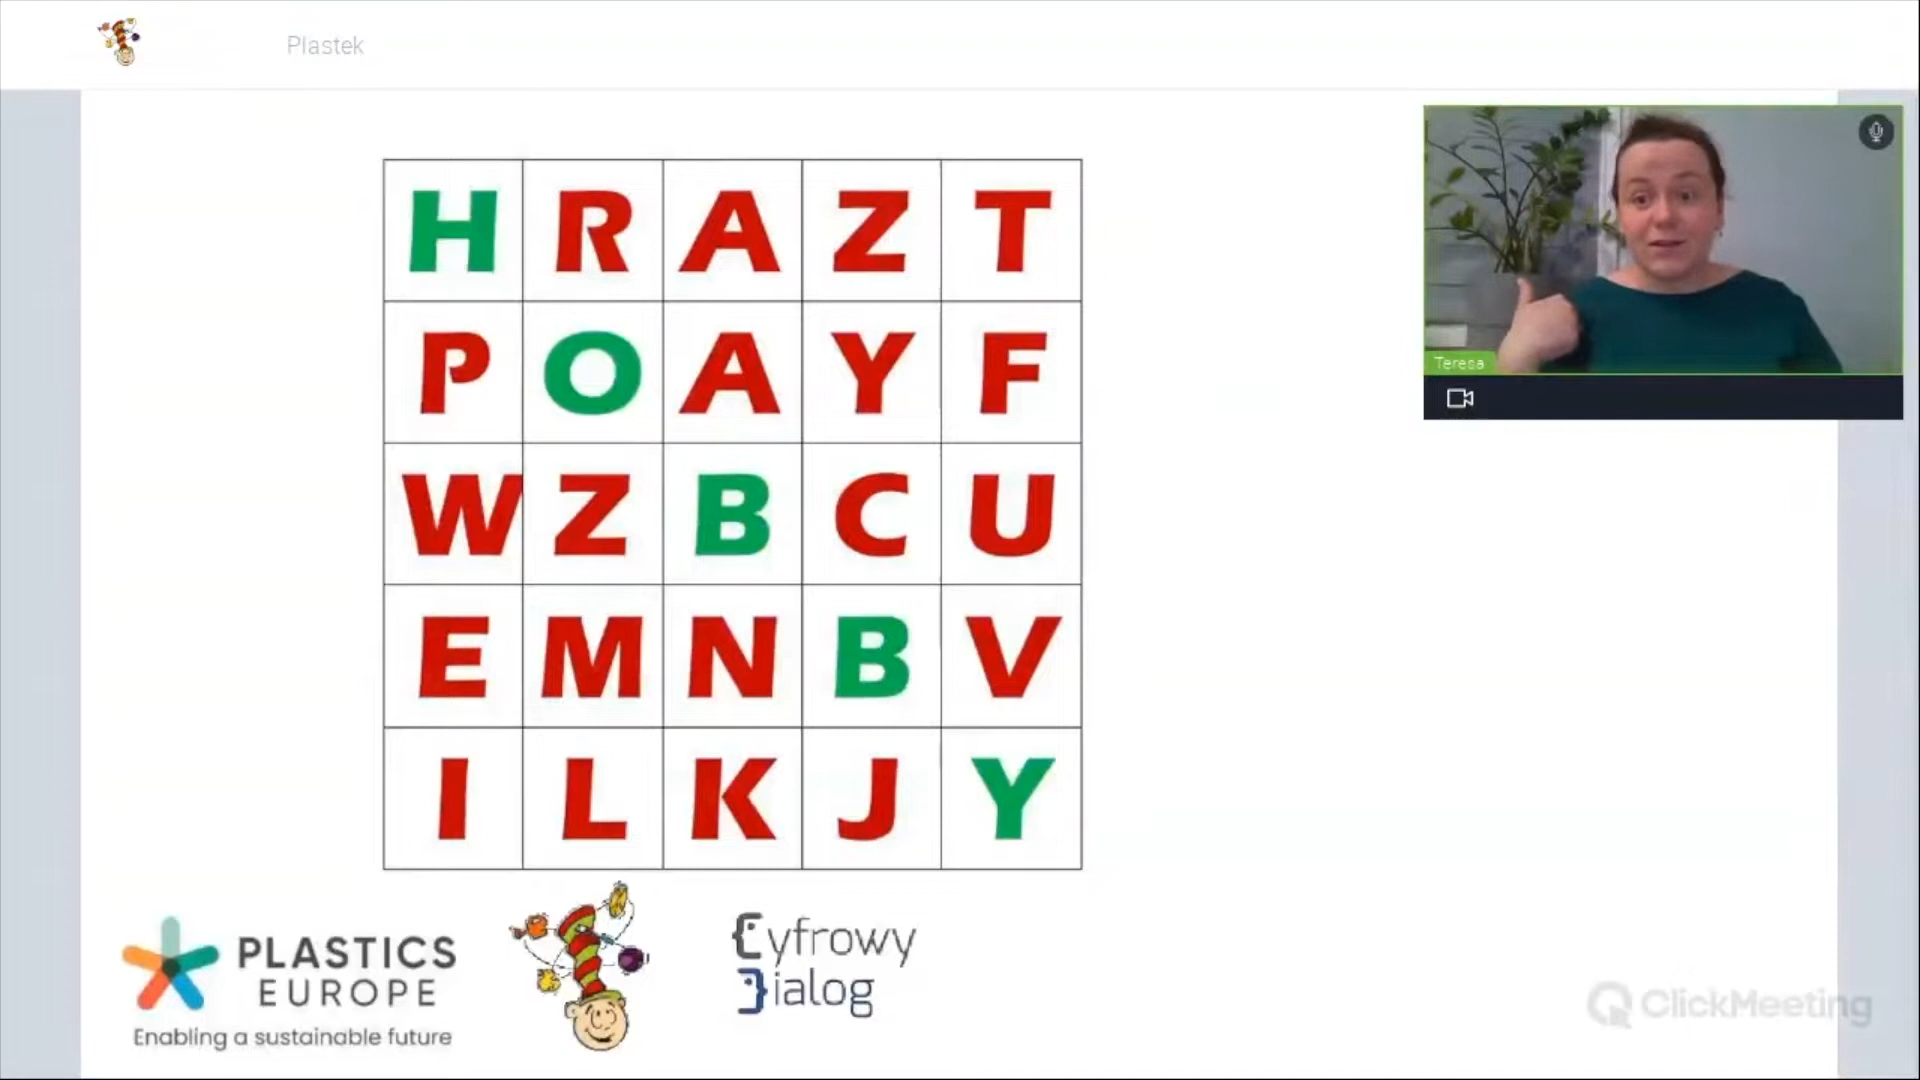 Plastek
H R A Z T
P O A Y F
W Z B C U
E M N B V
I L K J Y
Teresa
PLASTICS
EUROPE
Enabling a sustainable future
Cyfrowy
Dialog
ClickMeeting